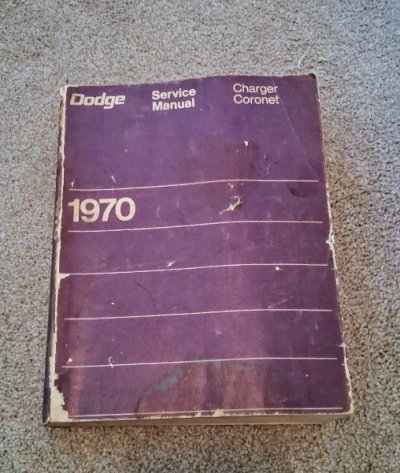 Dodge
Service
Manual
Charger
Coronet
1970